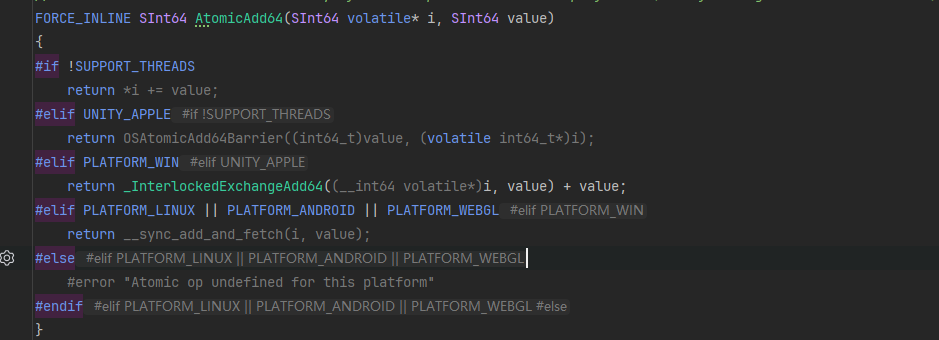 FORCE_INLINE SInt64 AtomicAdd64(SInt64 volatile* i, SInt64 value)
{
#if !SUPPORT_THREADS
    return *i += value;
#elif UNITY_APPLE #if !SUPPORT_THREADS
    return OSAtomicAdd64Barrier((int64_t)value, (volatile int64_t*)i);
#elif PLATFORM_WIN #elif UNITY_APPLE
    return _InterlockedExchangeAdd64((__int64 volatile*)i, value) + value;
#elif PLATFORM_LINUX || PLATFORM_ANDROID || PLATFORM_WEBGL #elif PLATFORM_WIN
    return __sync_add_and_fetch(i, value);
#else #elif PLATFORM_LINUX || PLATFORM_ANDROID || PLATFORM_WEBGL
    #error "Atomic op undefined for this platform"
#endif #elif PLATFORM_LINUX || PLATFORM_ANDROID || PLATFORM_WEBGL #else
}